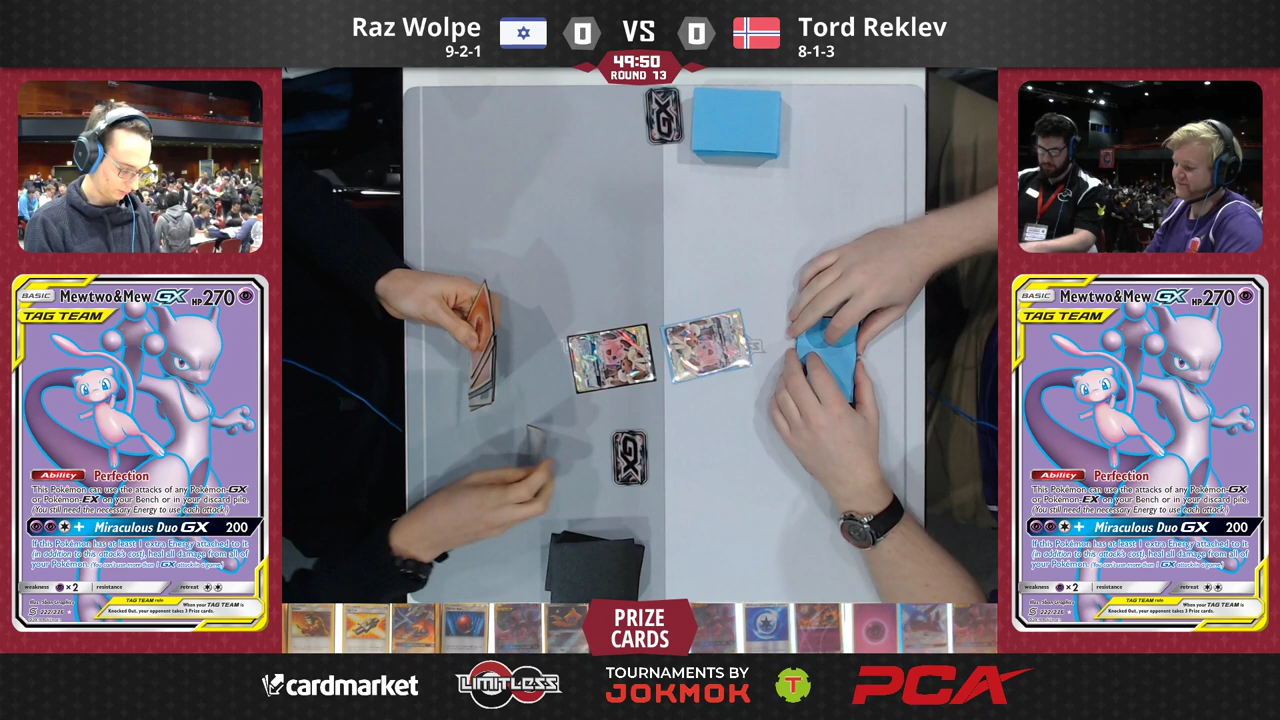 Raz Wolpe 0 VS 0 Tord Reklev
9-2-1 8-1-3
49:50
ROUND 13
BASIC Mewtwo&Mew GX HP270
TAG TEAM
Ability Perfection
This Pokémon can use the attacks of any Pokémon-GX
or Pokémon-EX on your Bench or in your discard pile.
(You still need the necessary Energy to use each attack.)
+ Miraculous Duo GX 200
If this Pokémon has at least 1 extra Energy attached to it
(in addition to this attack's cost), heal all damage from all of
your Pokémon. (You can't use more than 1 GX attack in a game.)
weakness ×2 resistance retreat
TAG TEAM rule
When your TAG TEAM is
Knocked Out, your opponent takes 3 Prize cards.
222/236
BASIC Mewtwo&Mew GX HP270
TAG TEAM
Ability Perfection
This Pokémon can use the attacks of any Pokémon-GX
or Pokémon-EX on your Bench or in your discard pile.
(You still need the necessary Energy to use each attack.)
+ Miraculous Duo GX 200
If this Pokémon has at least 1 extra Energy attached to it
(in addition to this attack's cost), heal all damage from all of
your Pokémon. (You can't use more than 1 GX attack in a game.)
weakness ×2 resistance retreat
TAG TEAM rule
When your TAG TEAM is
Knocked Out, your opponent takes 3 Prize cards.
222/236
GX
GX
PRIZE
CARDS
cardmarket
LIMITLESS
TOURNAMENTS BY
JOKMOK
T
PCA